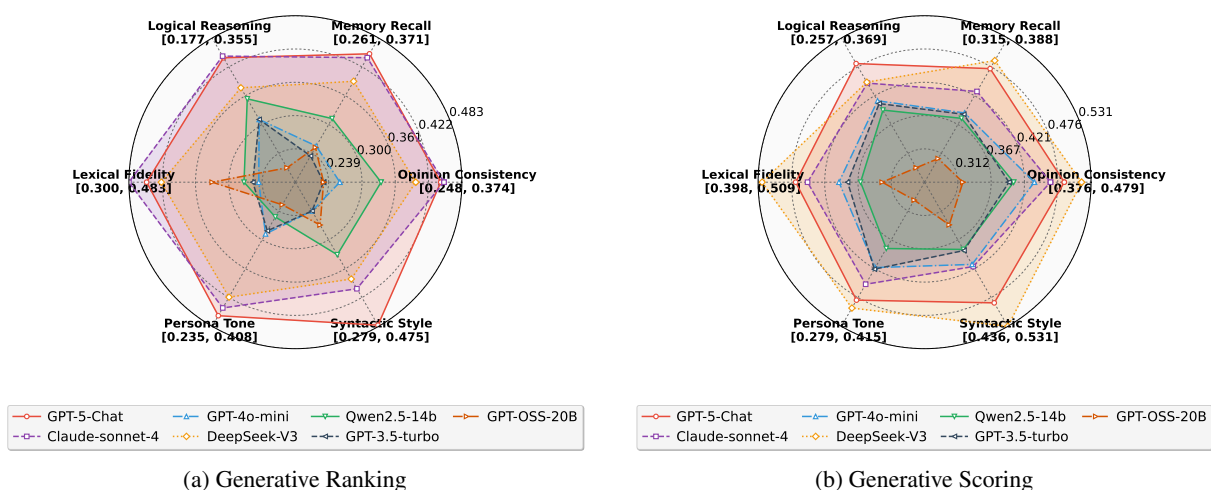 Logical Reasoning
[0.177, 0.355]
Memory Recall
[0.261, 0.371]
0.483
0.422
0.361
0.300
0.239
Lexical Fidelity
[0.300, 0.483]
Opinion Consistency
[0.248, 0.374]
Persona Tone
[0.235, 0.408]
Syntactic Style
[0.279, 0.475]
GPT-5-Chat
GPT-4o-mini
Qwen2.5-14b
GPT-OSS-20B
Claude-sonnet-4
DeepSeek-V3
GPT-3.5-turbo
(a) Generative Ranking
Logical Reasoning
[0.257, 0.369]
Memory Recall
[0.315, 0.388]
0.531
0.476
0.421
0.367
0.312
Lexical Fidelity
[0.398, 0.509]
Opinion Consistency
[0.376, 0.479]
Persona Tone
[0.279, 0.415]
Syntactic Style
[0.436, 0.531]
GPT-5-Chat
GPT-4o-mini
Qwen2.5-14b
GPT-OSS-20B
Claude-sonnet-4
DeepSeek-V3
GPT-3.5-turbo
(b) Generative Scoring